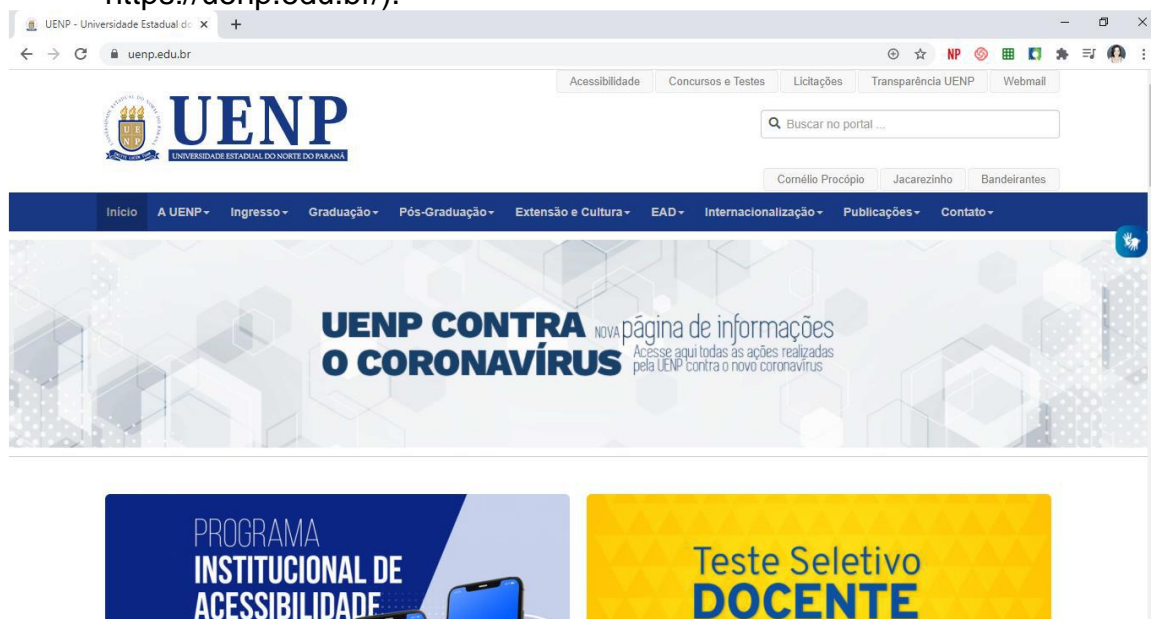 https://uenp.edu.br/).
UENP - Universidade Estadual do
uenp.edu.br
NP
Acessibilidade Concursos e Testes Licitações Transparência UENP Webmail
UENP
UNIVERSIDADE ESTADUAL DO NORTE DO PARANÁ
Buscar no portal ...
Cornélio Procópio Jacarezinho Bandeirantes
Início A UENP Ingresso Graduação Pós-Graduação Extensão e Cultura EAD Internacionalização Publicações Contato
UENP CONTRA
O CORONAVÍRUS
NOVA página de informações
Acesse aqui todas as ações realizadas
pela UENP contra o novo coronavírus
PROGRAMA
INSTITUCIONAL DE
ACESSIBILIDADE
Teste Seletivo
DOCENTE